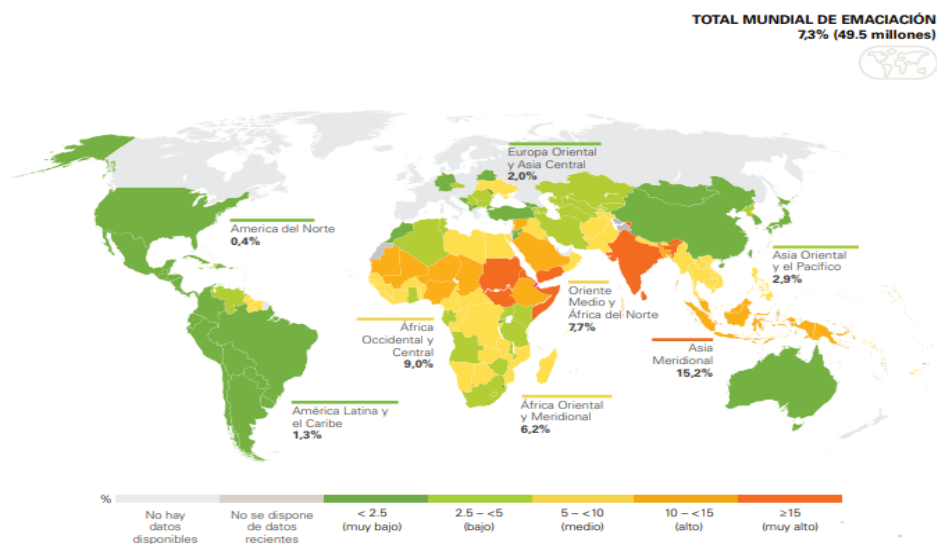 TOTAL MUNDIAL DE EMACIACIÓN
7,3% (49.5 millones)
Europa Oriental
y Asia Central
2,0%
America del Norte
0,4%
Asia Oriental
y el Pacífico
2,9%
Oriente
Medio y
África del Norte
7,7%
África
Occidental y
Central
9,0%
Asia
Meridional
15,2%
América Latina y
el Caribe
1,3%
África Oriental
y Meridional
6,2%
%
No hay
datos
disponibles
No se dispone
de datos
recientes
< 2.5
(muy bajo)
2.5 – <5
(bajo)
5 – <10
(medio)
10 – <15
(alto)
≥15
(muy alto)